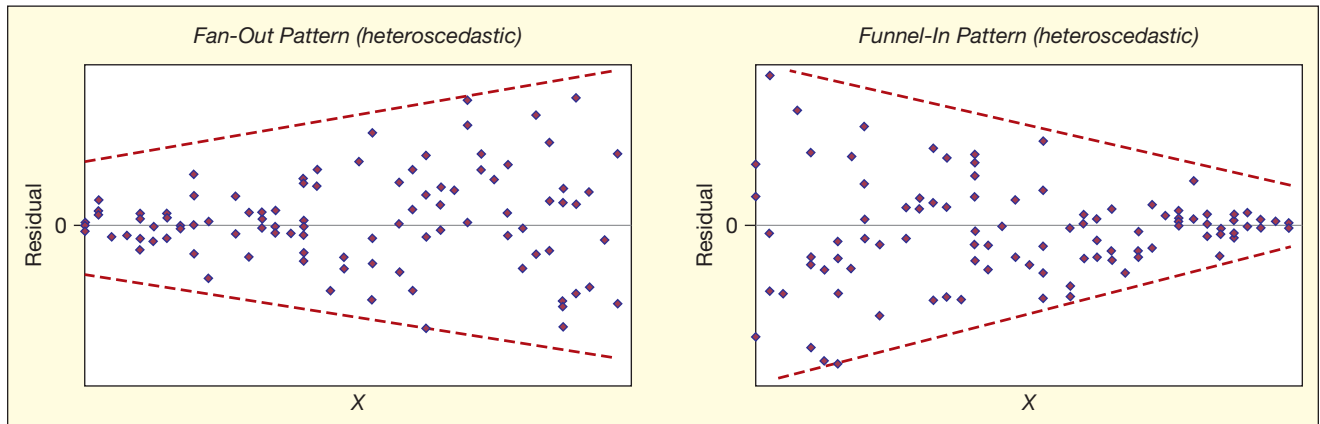 Fan-Out Pattern (heteroscedastic)
Residual
0
X
Funnel-In Pattern (heteroscedastic)
Residual
0
X